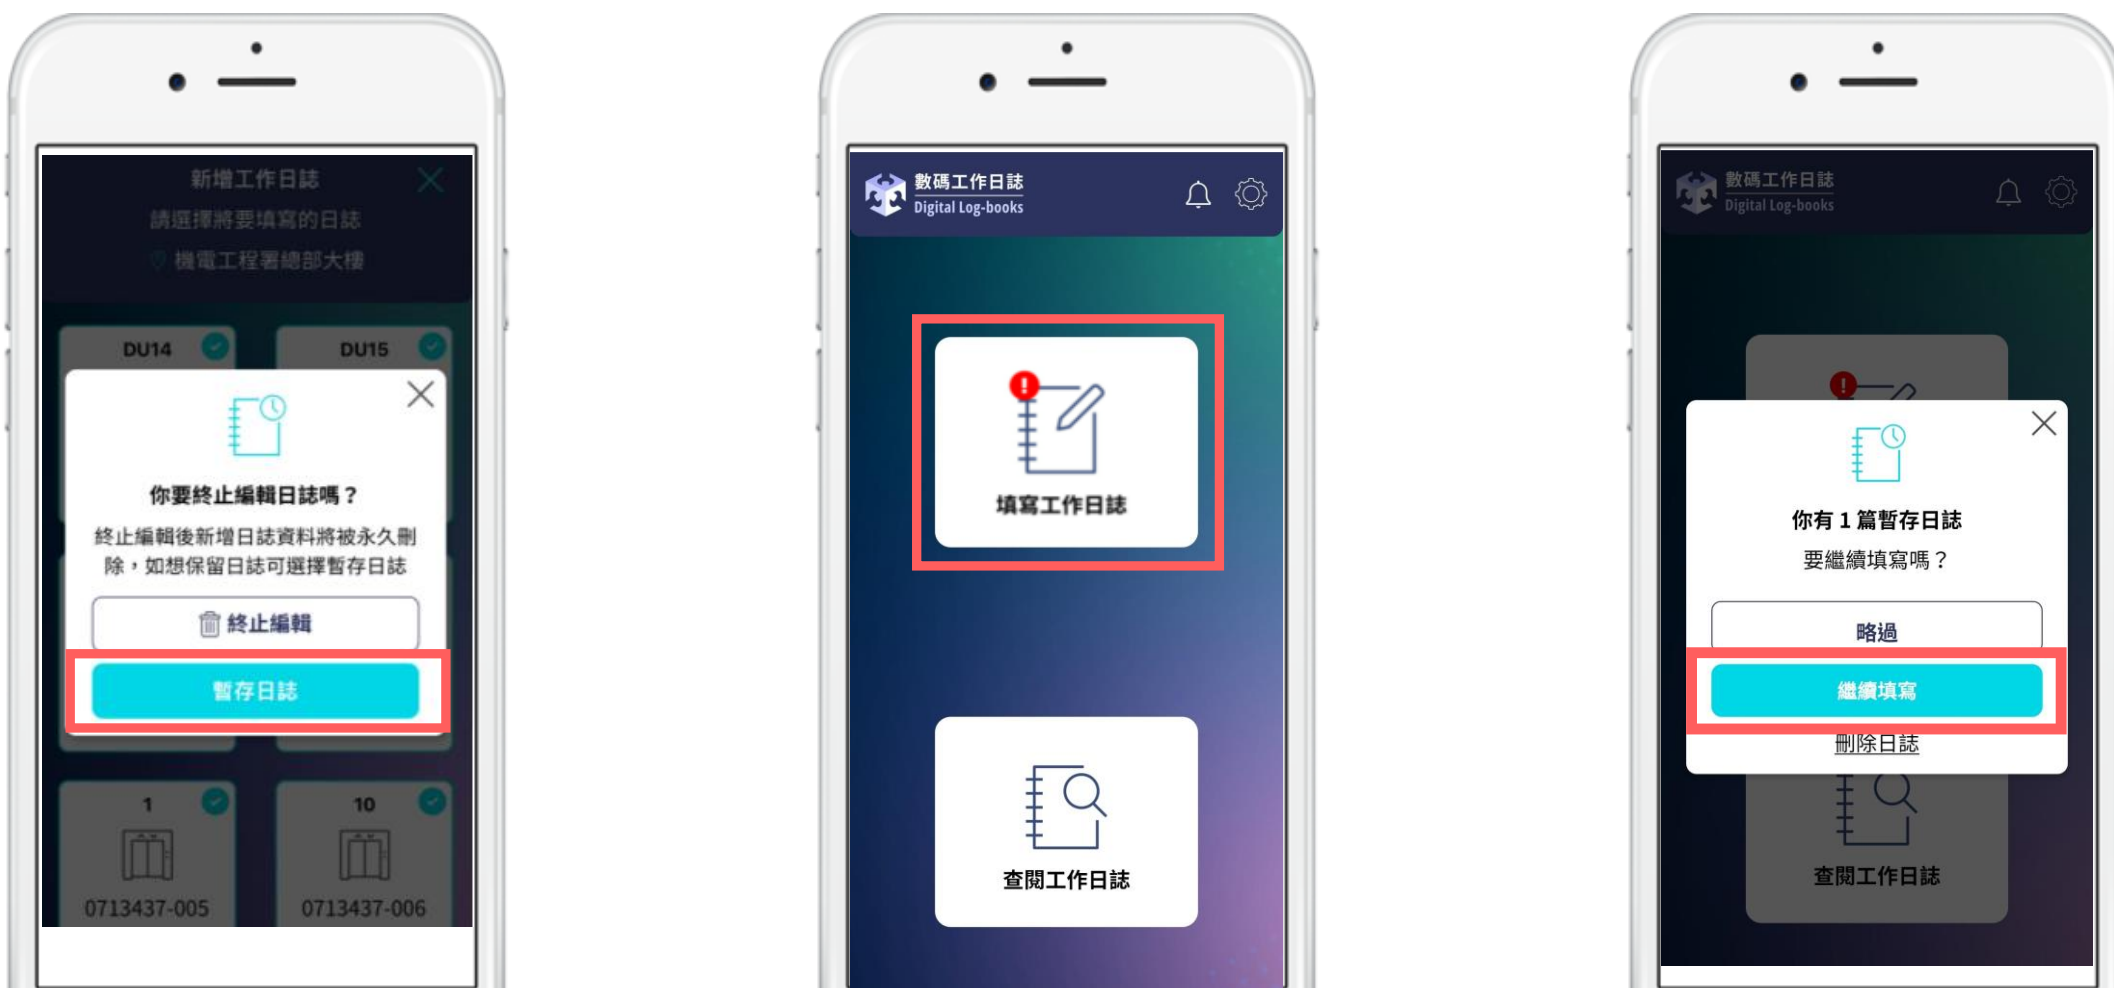 新增工作日誌
請選擇將要填寫的日誌
機電工程署總部大樓
DU14
DU15
你要終止編輯日誌嗎？
終止編輯後新增日誌資料將被永久刪
除，如想保留日誌可選擇暫存日誌
終止編輯
暫存日誌
1
10
0713437-005
0713437-006
數碼工作日誌
Digital Log-books
填寫工作日誌
查閱工作日誌
數碼工作日誌
Digital Log-books
你有 1 篇暫存日誌
要繼續填寫嗎？
略過
繼續填寫
刪除日誌
查閱工作日誌